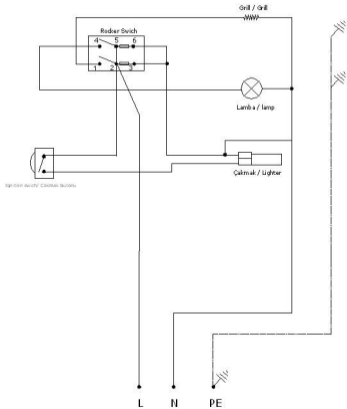 Grill / Grill
Rocker Swich
4 5 6
1 2 3
Lamba / lamp
Çakmak / Lighter
L N PE